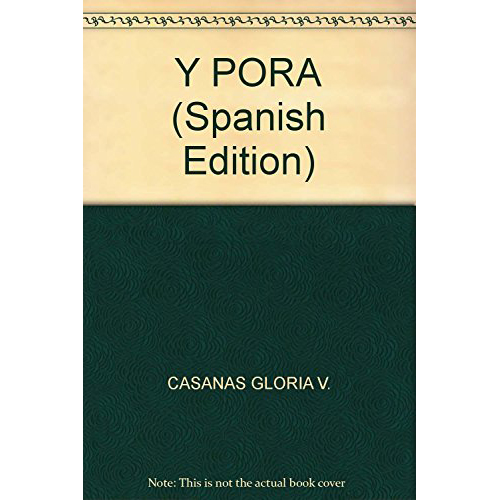 Y PORA
(Spanish
Edition)
CASANAS GLORIA V.
Note: This is not the actual book cover